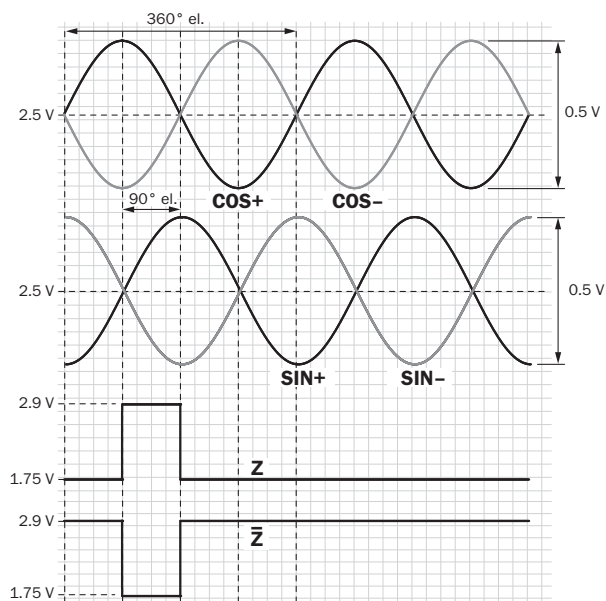 360° el.
2.5 V
0.5 V
COS+
COS–
90° el.
2.5 V
0.5 V
SIN+
SIN–
2.9 V
Z
1.75 V
2.9 V
Z̅
1.75 V